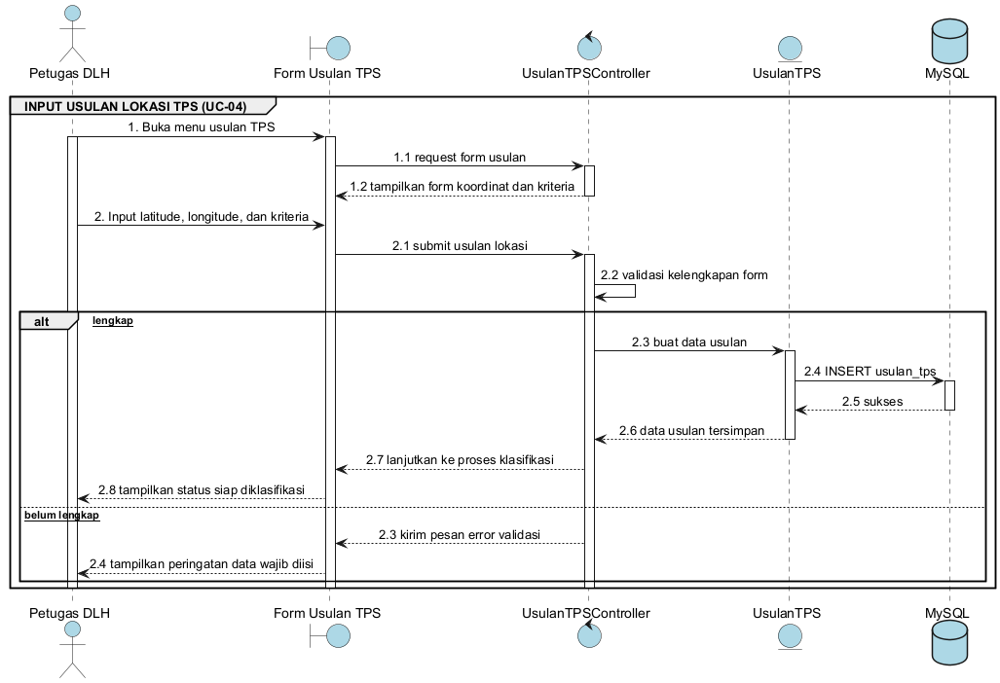 Petugas DLH
Form Usulan TPS
UsulanTPSController
UsulanTPS
MySQL
INPUT USULAN LOKASI TPS (UC-04)
1. Buka menu usulan TPS
1.1 request form usulan
1.2 tampilkan form koordinat dan kriteria
2. Input latitude, longitude, dan kriteria
2.1 submit usulan lokasi
2.2 validasi kelengkapan form
alt
lengkap
2.3 buat data usulan
2.4 INSERT usulan_tps
2.5 sukses
2.6 data usulan tersimpan
2.7 lanjutkan ke proses klasifikasi
2.8 tampilkan status siap diklasifikasi
belum lengkap
2.3 kirim pesan error validasi
2.4 tampilkan peringatan data wajib diisi
Petugas DLH
Form Usulan TPS
UsulanTPSController
UsulanTPS
MySQL